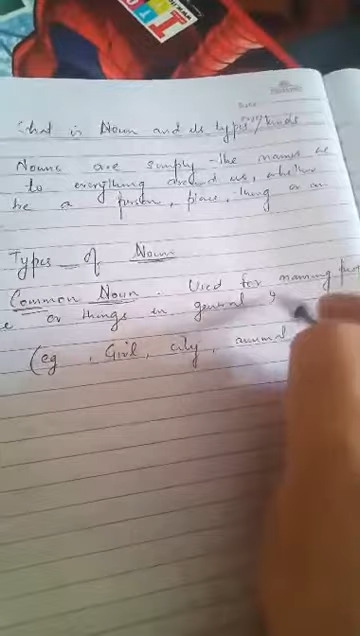 What is Noun and its types/kinds
Date
Nouns are simply the names
to everything around us, whether
be a person, place, thing or an
Types of Noun
Common Noun. Used for naming
or things in general
(eg, Girl, city, animal